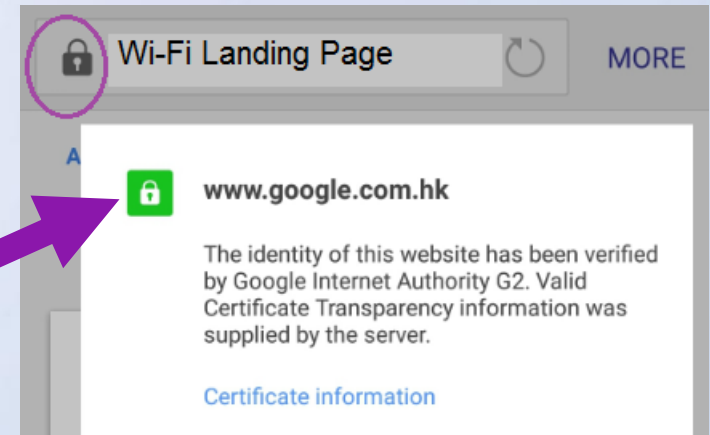 Wi-Fi Landing Page
MORE
A
www.google.com.hk
The identity of this website has been verified
by Google Internet Authority G2. Valid
Certificate Transparency information was
supplied by the server.
Certificate information